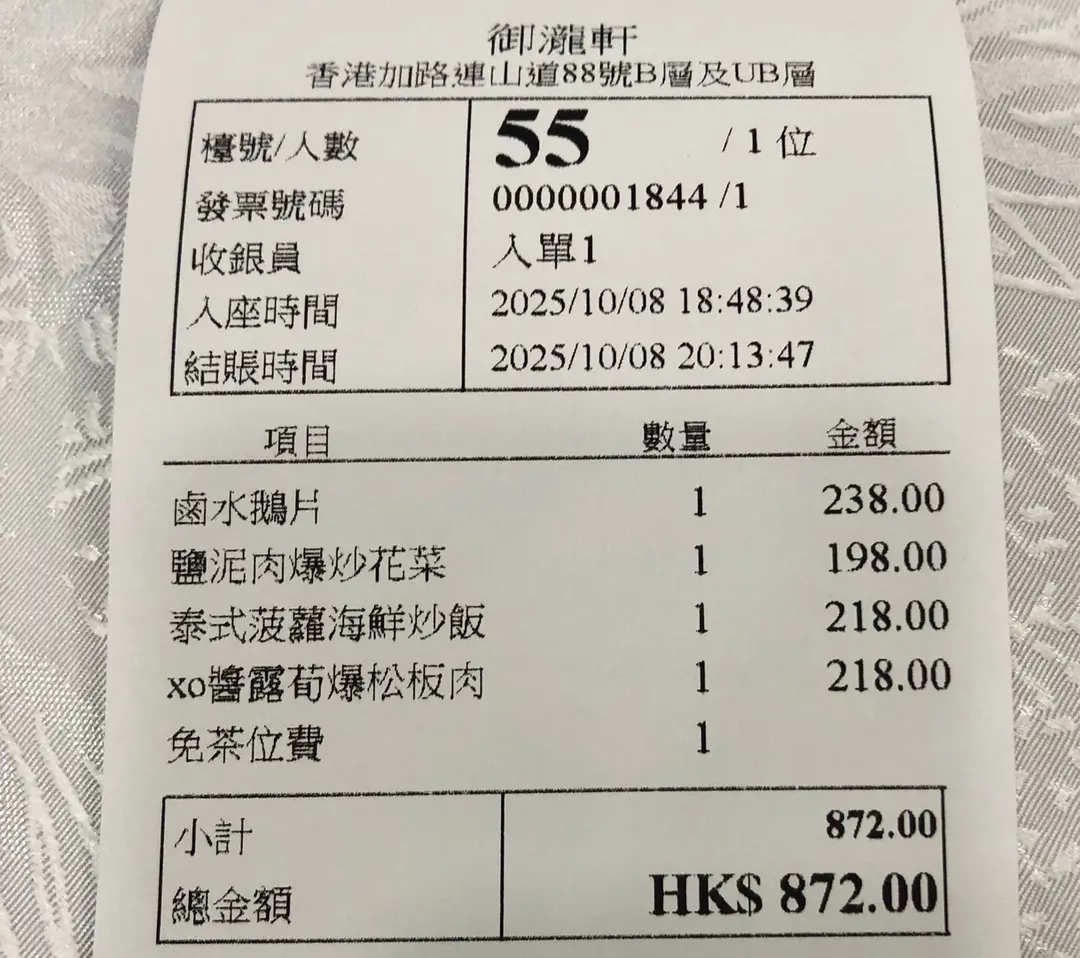 御瀧軒
香港加路連山道88號B層及UB層
檯號/人數 55 / 1 位
發票號碼 0000001844 /1
收銀員 入單1
入座時間 2025/10/08 18:48:39
結賬時間 2025/10/08 20:13:47
項目 數量 金額
鹵水鵝片 1 238.00
鹽泥肉爆炒花菜 1 198.00
泰式菠蘿海鮮炒飯 1 218.00
xo醬露荀爆松板肉 1 218.00
免茶位費 1
小計 872.00
總金額 HK$ 872.00